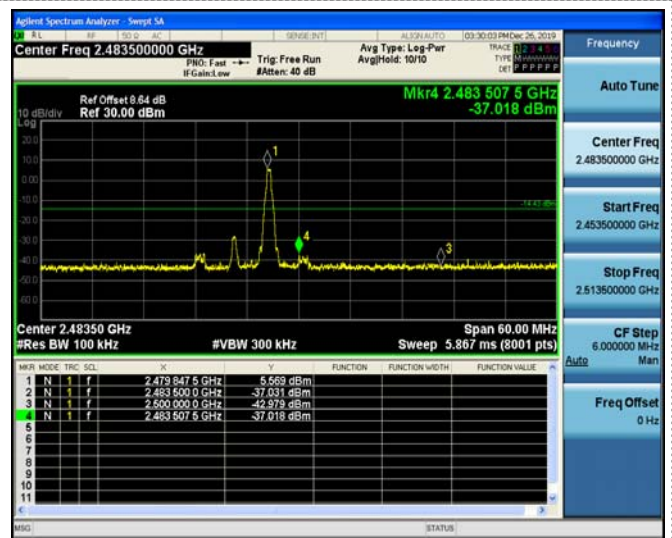 Agilent Spectrum Analyzer - Swept SA
RL RF 50 Ω AC SENSE:INT ALIGN AUTO 03:30:03 PM Dec 26, 2019
Center Freq 2.483500000 GHz
PNO: Fast
IFGain:Low
Trig: Free Run
#Atten: 40 dB
Avg Type: Log-Pwr
Avg|Hold: 10/10
TRACE 1 2 3 4 5 6
TYPE M
DET P P P P P P
Frequency
Auto Tune
Ref Offset 8.64 dB
10 dB/div Ref 30.00 dBm
Log
Mkr4 2.483 507 5 GHz
-37.018 dBm
20.0
10.0
0.00
-10.0
-20.0
-30.0
-40.0
-50.0
-60.0
1
4
3
Center Freq
2.483500000 GHz
Start Freq
2.453500000 GHz
Stop Freq
2.513500000 GHz
CF Step
6.000000 MHz
Auto Man
Freq Offset
0 Hz
Center 2.48350 GHz Span 60.00 MHz
#Res BW 100 kHz #VBW 300 kHz Sweep 5.867 ms (8001 pts)
MKR MODE TRC SCL X Y FUNCTION FUNCTION WIDTH FUNCTION VALUE
1 N 1 f 2.479 847 5 GHz 5.569 dBm
2 N 1 f 2.483 500 0 GHz -37.031 dBm
3 N 1 f 2.500 000 0 GHz -42.979 dBm
4 N 1 f 2.483 507 5 GHz -37.018 dBm
5
6
7
8
9
10
11
MSG STATUS